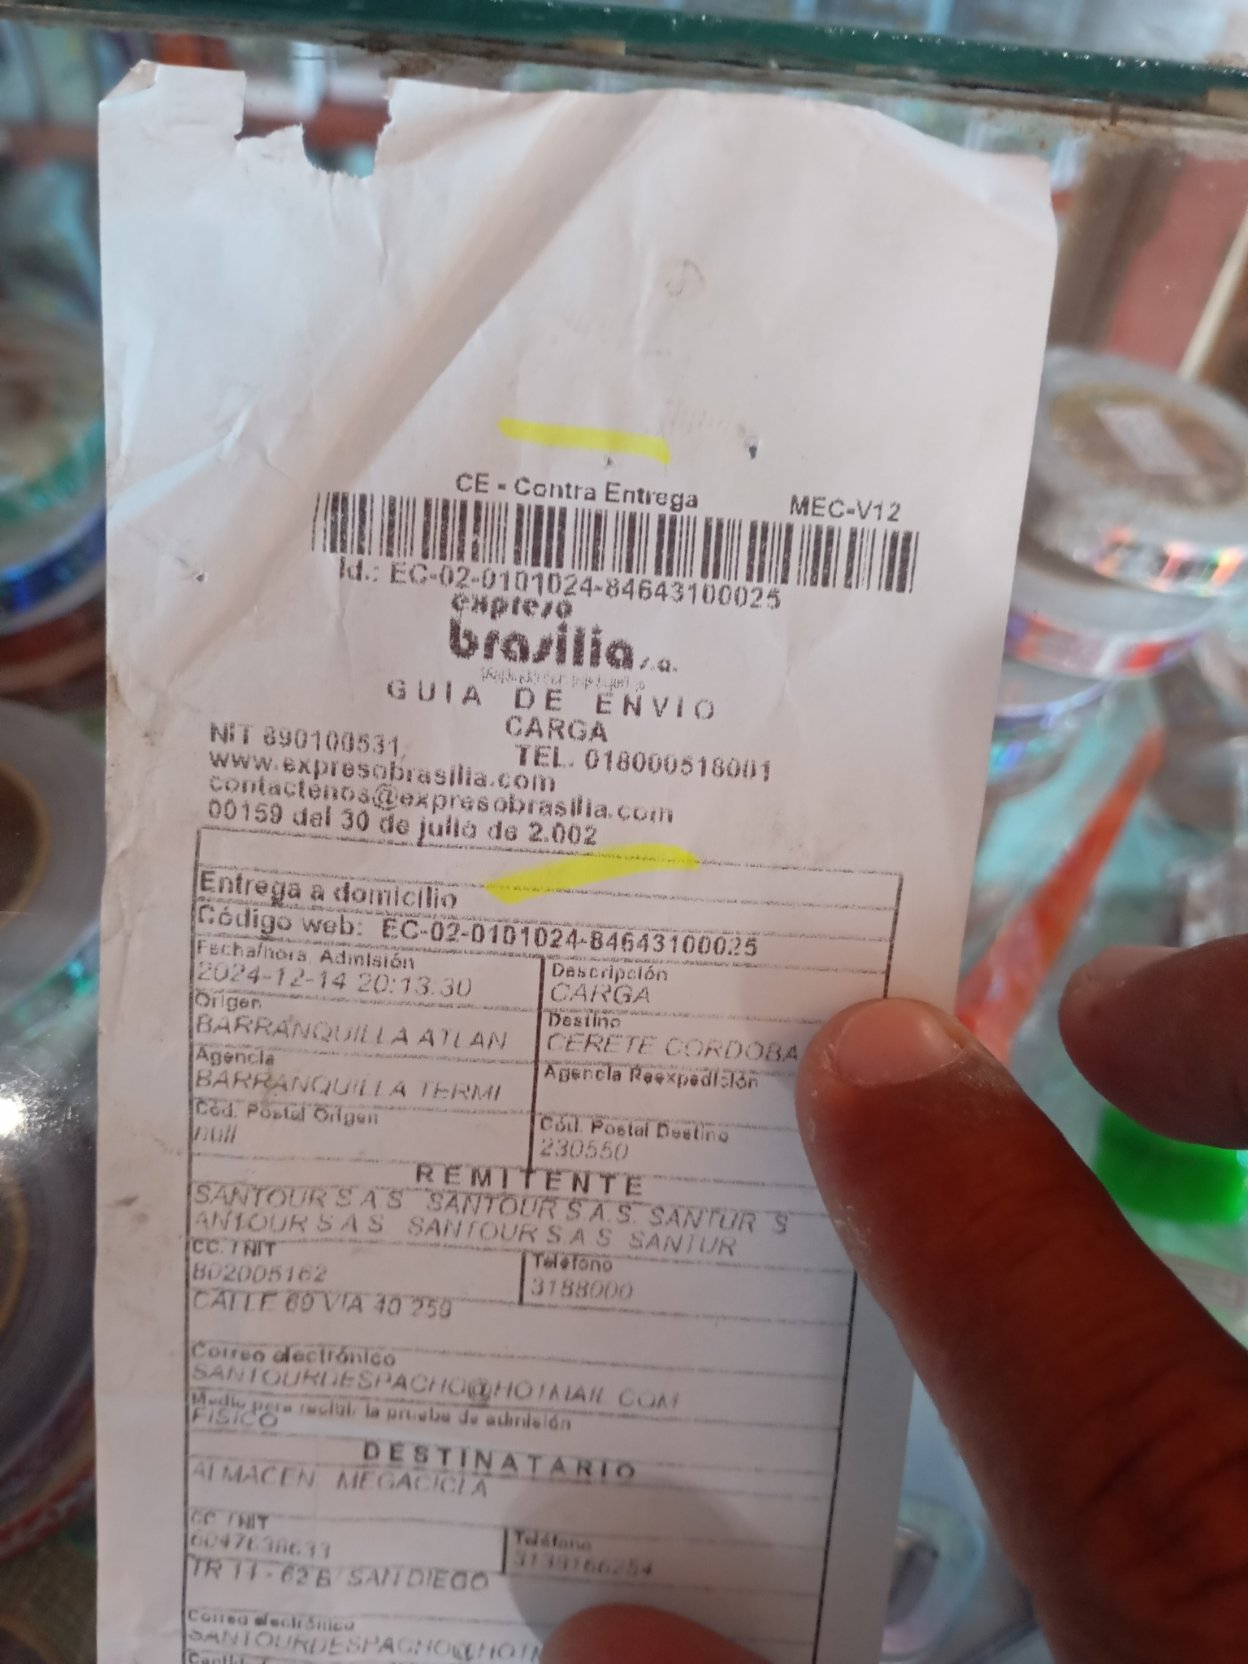 CE - Contra Entrega MEC-V12
Id.: EC-02-0101024-84643100025
expreso
brasilia s.a.
GUIA DE ENVIO
CARGA
NIT 890100531
TEL. 018000518001
www.expresobrasilia.com
contactenos@expresobrasilia.com
00159 del 30 de julio de 2.002
Entrega a domicilio
Código web: EC-02-0101024-84643100025
Fecha/hora Admisión
2024-12-14 20:13:30
Descripción
CARGA
Origen
BARRANQUILLA ATLAN
Destino
CERETE CORDOBA
Agencia
BARRANQUILLA TERMI
Agencia Reexpedición
Cód. Postal Origen
null
Cód. Postal Destino
230550
REMITENTE
SANTOUR S.A.S SANTOUR S.A.S. SANTUR S
ANTOUR S A S SANTOUR S.A.S SANTUR
CC. / NIT
802005162
Teléfono
3188000
CALLE 69 VIA 40 259
Correo electrónico
SANTOURDESPACHO@HOTMAIL.COM
Medio para recibir la prueba de admisión
FISICO
DESTINATARIO
ALMACEN MEGACICLA
CC. / NIT
6047638633
Teléfono
TR 11 - 62 B SAN DIEGO
Correo electrónico
SANTOURDESPACHO@HOTM